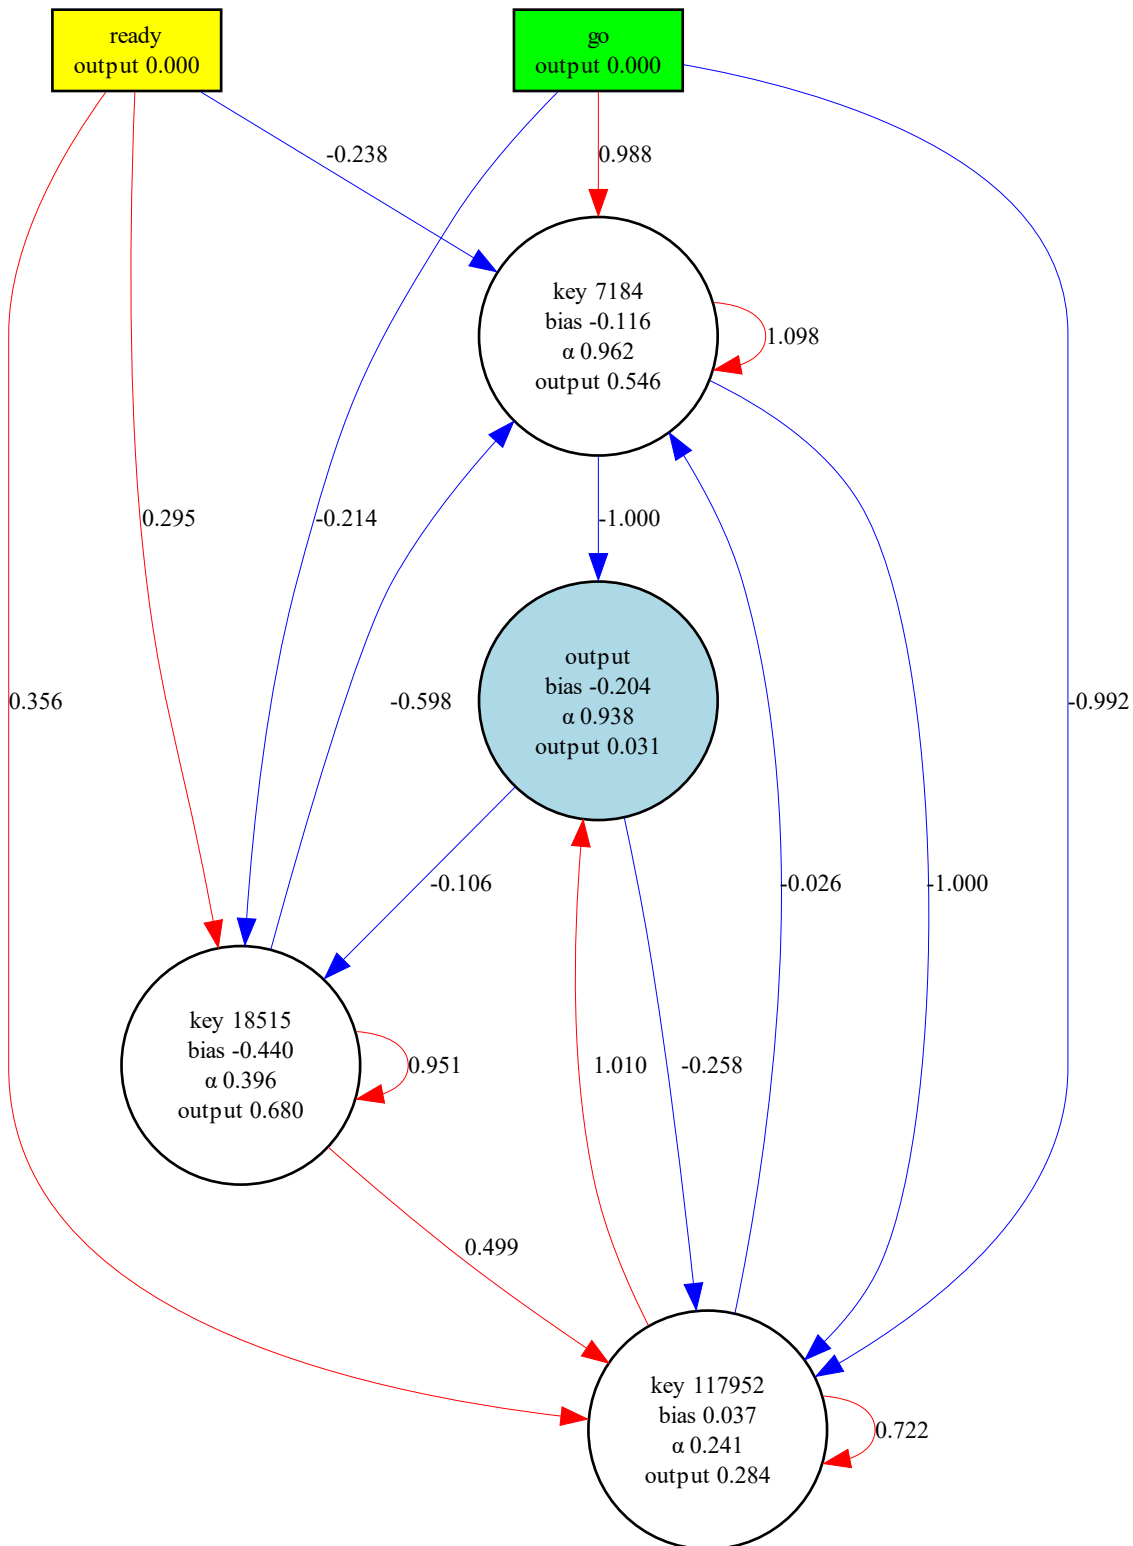 ready
output 0.000
go
output 0.000
-0.238
0.988
key 7184
bias -0.116
α 0.962
output 0.546
1.098
0.295
-0.214
-1.000
output
bias -0.204
α 0.938
output 0.031
0.356
-0.598
-0.992
-0.106
-0.026
-1.000
key 18515
bias -0.440
α 0.396
output 0.680
0.951
1.010
-0.258
0.499
key 117952
bias 0.037
α 0.241
output 0.284
0.722